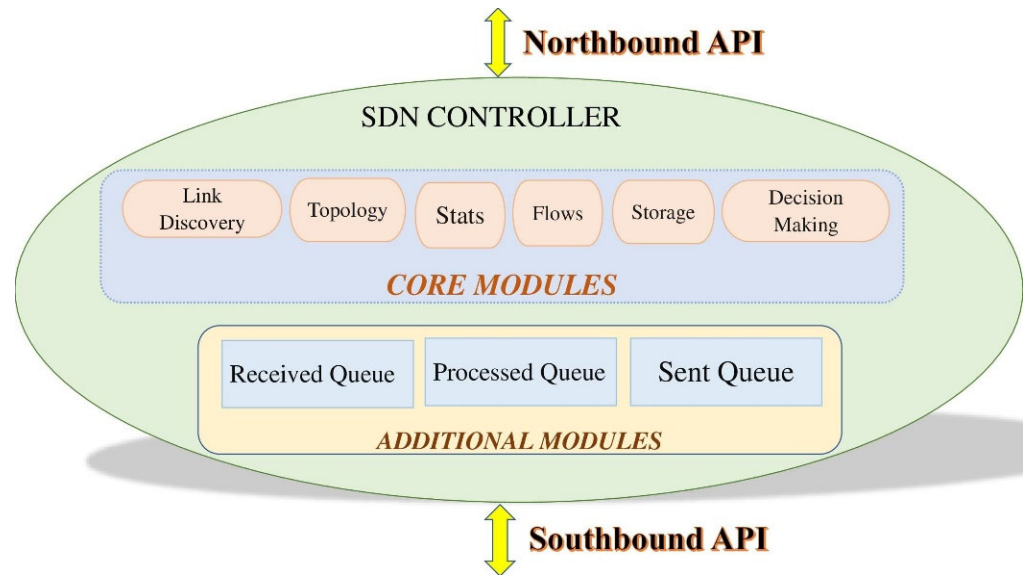 Northbound API
SDN CONTROLLER
Link
Discovery
Topology
Stats
Flows
Storage
Decision
Making
CORE MODULES
Received Queue
Processed Queue
Sent Queue
ADDITIONAL MODULES
Southbound API